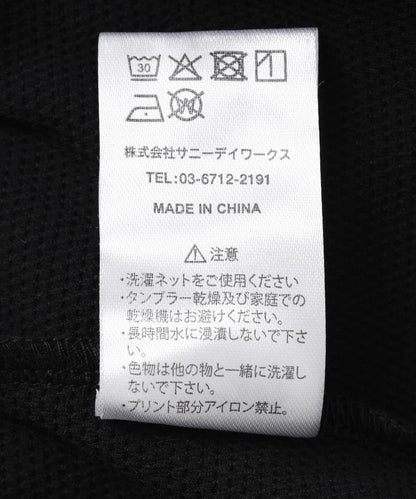 30
W
株式会社サニーデイワークス
TEL:03-6712-2191
MADE IN CHINA
⚠注意
・洗濯ネットをご使用ください
・タンブラー乾燥及び家庭での
乾燥機はお避けください。
・長時間水に浸漬しないで下さ
い。
・色物は他の物と一緒に洗濯し
ないで下さい。
・プリント部分アイロン禁止。